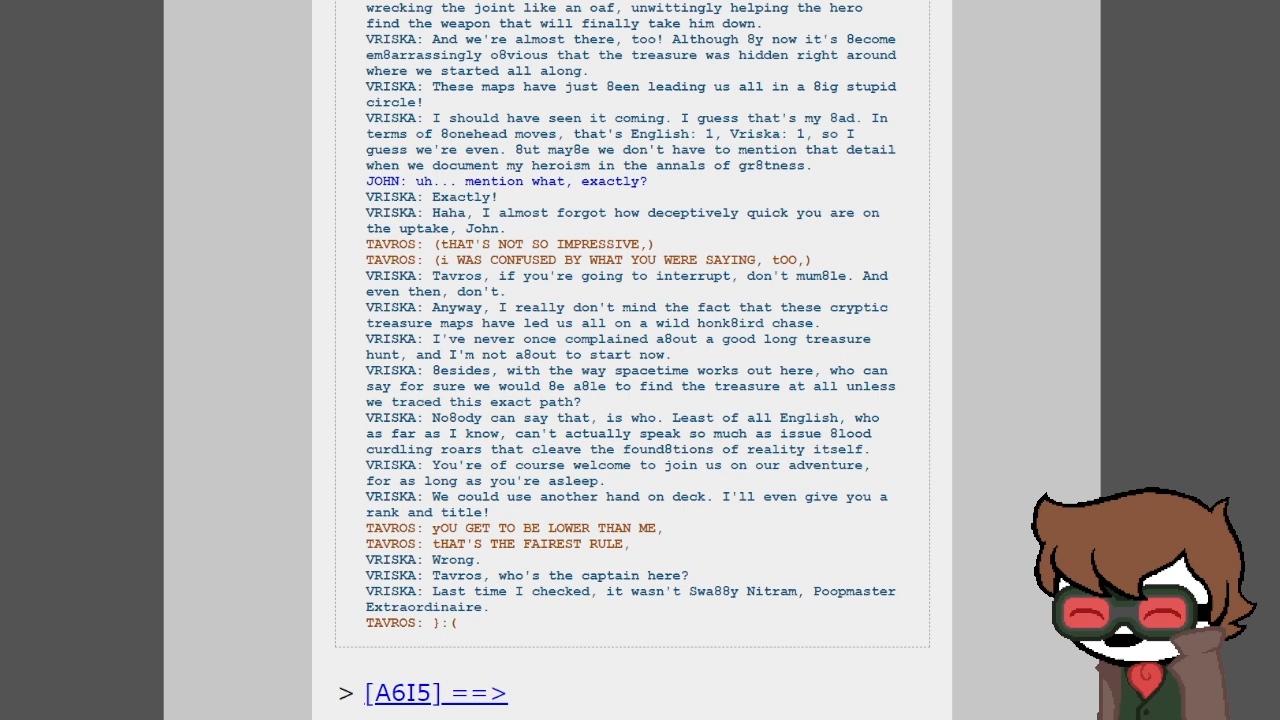 wrecking the joint like an oaf, unwittingly helping the hero
find the weapon that will finally take him down.
VRISKA: And we're almost there, too! Although 8y now it's 8ecome
em8arrassingly o8vious that the treasure was hidden right around
where we started all along.
VRISKA: These maps have just 8een leading us all in a 8ig stupid
circle!
VRISKA: I should have seen it coming. I guess that's my 8ad. In
terms of 8onehead moves, that's English: 1, Vriska: 1, so I
guess we're even. 8ut may8e we don't have to mention that detail
when we document my heroism in the annals of gr8tness.
JOHN: uh... mention what, exactly?
VRISKA: Exactly!
VRISKA: Haha, I almost forgot how deceptively quick you are on
the uptake, John.
TAVROS: (tHAT'S NOT SO IMPRESSIVE,)
TAVROS: (i WAS CONFUSED BY WHAT YOU WERE SAYING, tOO,)
VRISKA: Tavros, if you're going to interrupt, don't mum8le. And
even then, don't.
VRISKA: Anyway, I really don't mind the fact that these cryptic
treasure maps have led us all on a wild honk8ird chase.
VRISKA: I've never once complained a8out a good long treasure
hunt, and I'm not a8out to start now.
VRISKA: 8esides, with the way spacetime works out here, who can
say for sure we would 8e a8le to find the treasure at all unless
we traced this exact path?
VRISKA: No8ody can say that, is who. Least of all English, who
as far as I know, can't actually speak so much as issue 8lood
curdling roars that cleave the found8tions of reality itself.
VRISKA: You're of course welcome to join us on our adventure,
for as long as you're asleep.
VRISKA: We could use another hand on deck. I'll even give you a
rank and title!
TAVROS: yOU GET TO BE LOWER THAN ME,
TAVROS: tHAT'S THE FAIREST RULE,
VRISKA: Wrong.
VRISKA: Tavros, who's the captain here?
VRISKA: Last time I checked, it wasn't Swa88y Nitram, Poopmaster
Extraordinaire.
TAVROS: }:(
> [A6I5] ==>